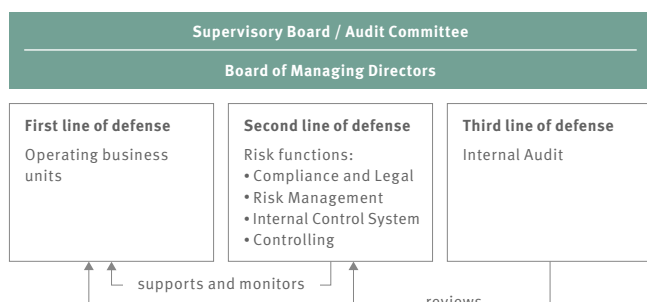 Supervisory Board / Audit Committee
Board of Managing Directors
First line of defense
Operating business
units
Second line of defense
Risk functions:
• Compliance and Legal
• Risk Management
• Internal Control System
• Controlling
Third line of defense
Internal Audit
supports and monitors
reviews